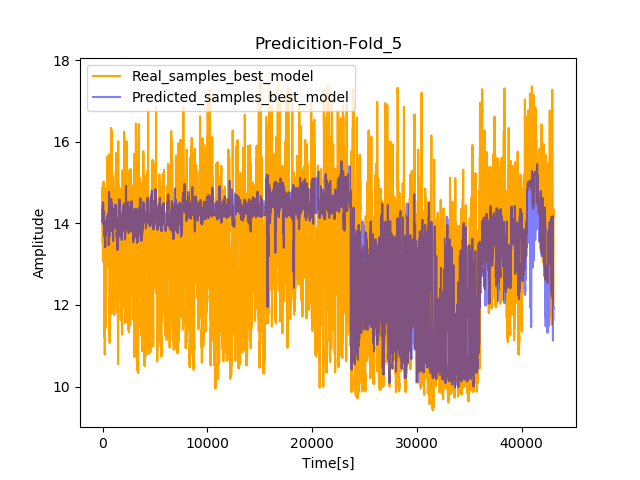 Predicition-Fold_5
Real_samples_best_model
Predicted_samples_best_model
18
16
14
12
10
Amplitude
0 10000 20000 30000 40000
Time[s]